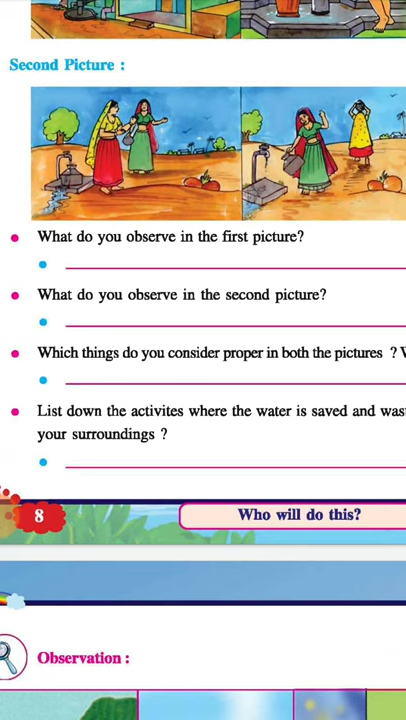 Second Picture :
What do you observe in the first picture?
What do you observe in the second picture?
Which things do you consider proper in both the pictures ?
List down the activites where the water is saved and
your surroundings ?
8
Who will do this?
Observation :